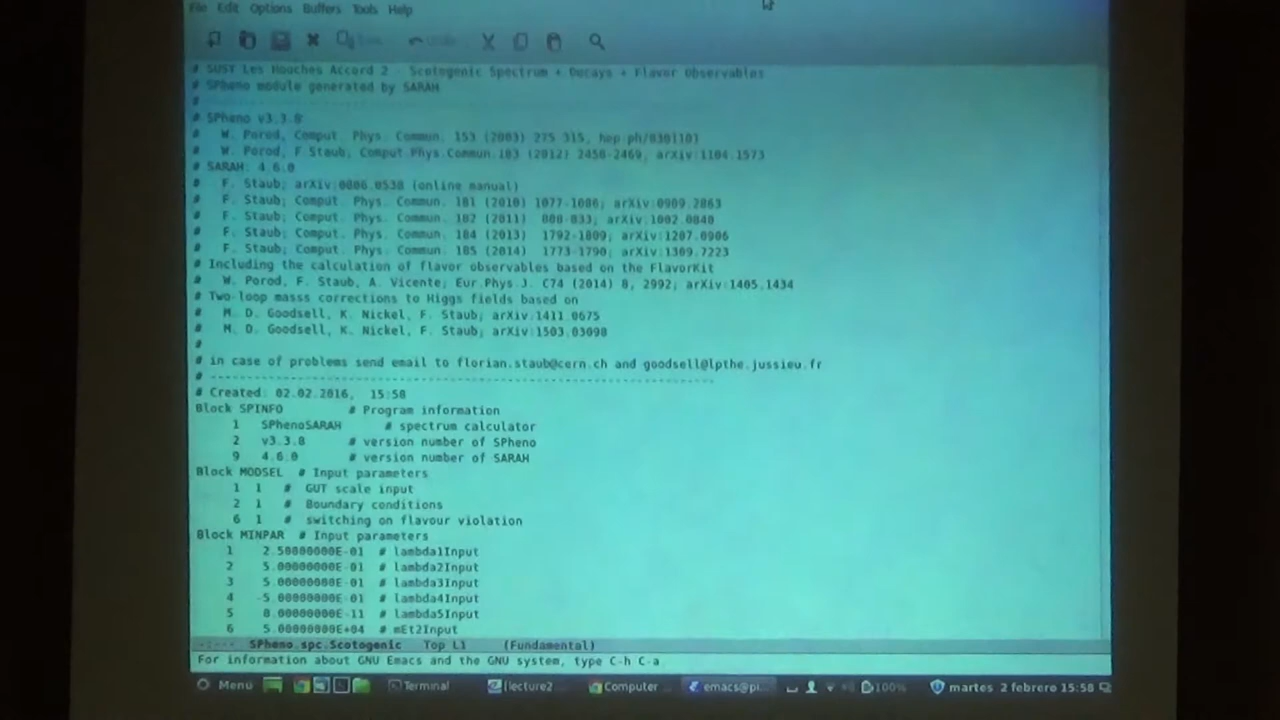 File Edit Options Buffers Tools Help
# SUSY Les Houches Accord 2 - Scotogenic Spectrum + Decays + Flavor Observables
# SPheno module generated by SARAH
# ----------------------------------------------------------------------
# SPheno v3.3.8
# W. Porod, Comput. Phys. Commun. 153 (2003) 275-315, hep-ph/0301101
# W. Porod, F.Staub, Comput.Phys.Commun.183 (2012) 2458-2469, arXiv:1104.1573
# SARAH: 4.6.0
# F. Staub; arXiv:0806.0538 (online manual)
# F. Staub; Comput. Phys. Commun. 181 (2010) 1077-1086; arXiv:0909.2863
# F. Staub; Comput. Phys. Commun. 182 (2011) 808-833; arXiv:1002.0840
# F. Staub; Comput. Phys. Commun. 184 (2013) 1792-1809; arXiv:1207.0906
# F. Staub; Comput. Phys. Commun. 185 (2014) 1773-1790; arXiv:1309.7223
# Including the calculation of flavor observables based on the FlavorKit
# W. Porod, F. Staub, A. Vicente; Eur.Phys.J. C74 (2014) 8, 2992; arXiv:1405.1434
# Two-loop masss corrections to Higgs fields based on
# M. D. Goodsell, K. Nickel, F. Staub; arXiv:1411.0675
# M. D. Goodsell, K. Nickel, F. Staub; arXiv:1503.03098
#
# in case of problems send email to florian.staub@cern.ch and goodsell@lpthe.jussieu.fr
# ----------------------------------------------------------------------
# Created: 02.02.2016, 15:58
Block SPINFO # Program information
1 SPhenoSARAH # spectrum calculator
2 v3.3.8 # version number of SPheno
9 4.6.0 # version number of SARAH
Block MODSEL # Input parameters
1 1 # GUT scale input
2 1 # Boundary conditions
6 1 # switching on flavour violation
Block MINPAR # Input parameters
1 2.50000000E-01 # lambda1Input
2 5.00000000E-01 # lambda2Input
3 5.00000000E-01 # lambda3Input
4 -5.00000000E-01 # lambda4Input
5 8.00000000E-11 # lambda5Input
6 5.00000000E+04 # mEt2Input
-:--- SPheno.spc.Scotogenic Top L1 (Fundamental)
For information about GNU Emacs and the GNU system, type C-h C-a
Menú Terminal [lecture2... Computer ... emacs@pi... 100% martes 2 febrero 15:58